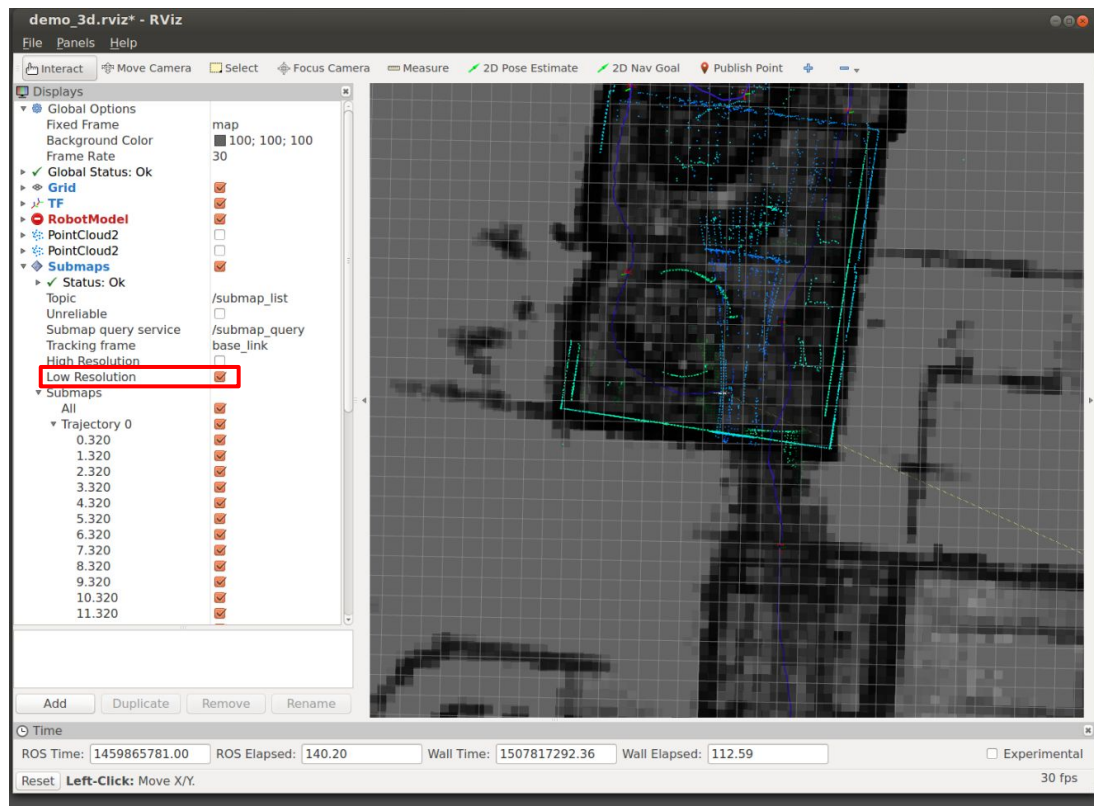 demo_3d.rviz* - RViz
File Panels Help
Interact Move Camera Select Focus Camera Measure 2D Pose Estimate 2D Nav Goal Publish Point
Displays
Global Options
Fixed Frame map
Background Color 100; 100; 100
Frame Rate 30
Global Status: Ok
Grid
TF
RobotModel
PointCloud2
PointCloud2
Submaps
Status: Ok
Topic /submap_list
Unreliable
Submap query service /submap_query
Tracking frame base_link
High Resolution
Low Resolution
Submaps
All
Trajectory 0
0.320
1.320
2.320
3.320
4.320
5.320
6.320
7.320
8.320
9.320
10.320
11.320
Add Duplicate Remove Rename
Time
ROS Time: 1459865781.00 ROS Elapsed: 140.20 Wall Time: 1507817292.36 Wall Elapsed: 112.59 Experimental
Reset Left-Click: Move X/Y. 30 fps